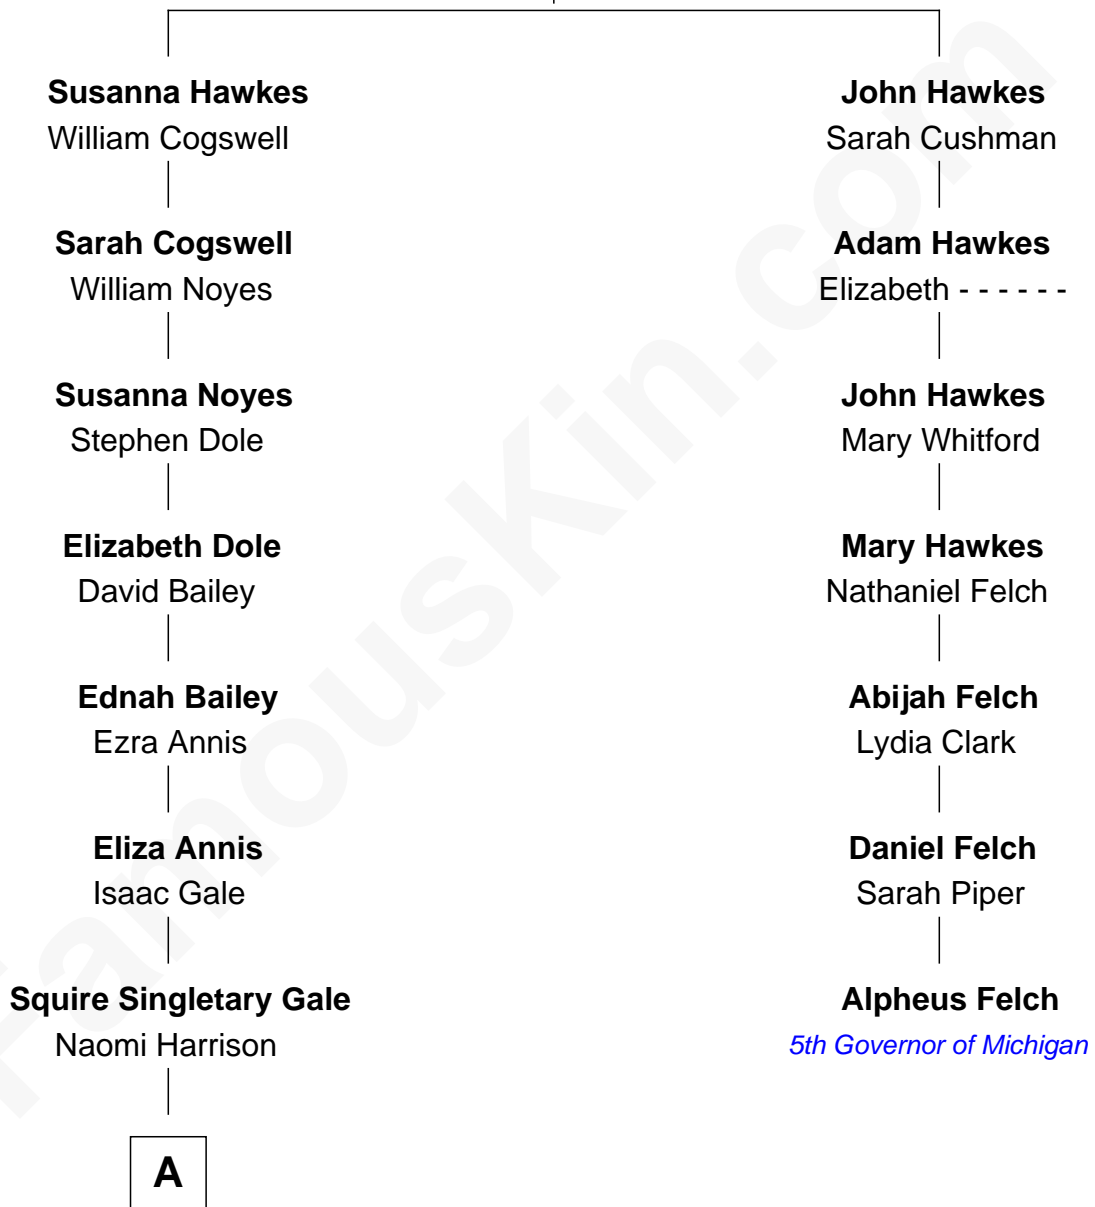 Susanna Hawkes
William Cogswell
Sarah Cogswell
William Noyes
Susanna Noyes
Stephen Dole
Elizabeth Dole
David Bailey
Ednah Bailey
Ezra Annis
Eliza Annis
Isaac Gale
Squire Singletary Gale
Naomi Harrison
A
John Hawkes
Sarah Cushman
Adam Hawkes
Elizabeth - - - - - -
John Hawkes
Mary Whitford
Mary Hawkes
Nathaniel Felch
Abijah Felch
Lydia Clark
Daniel Felch
Sarah Piper
Alpheus Felch
5th Governor of Michigan
FamousKin.com